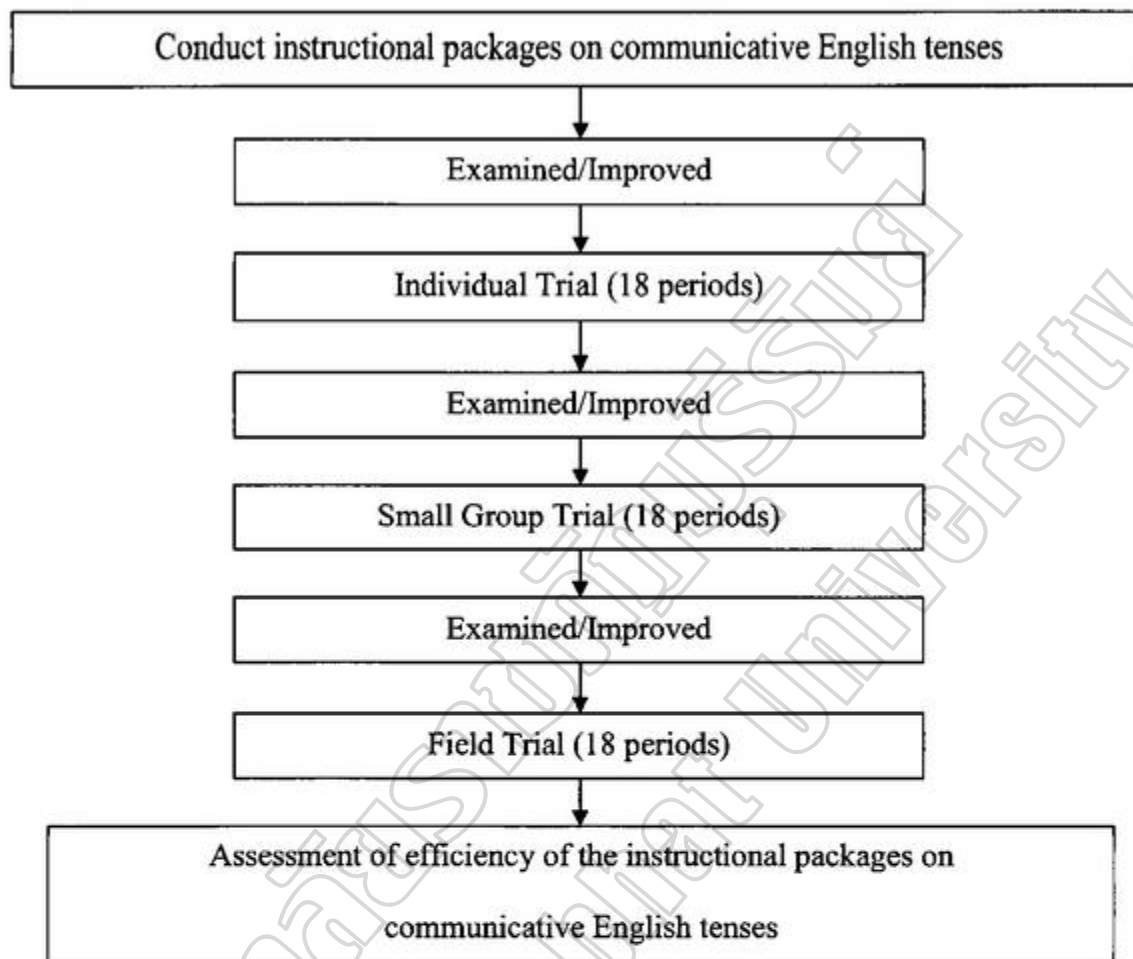 Conduct instructional packages on communicative English tenses
Examined/Improved
Individual Trial (18 periods)
Examined/Improved
Small Group Trial (18 periods)
Examined/Improved
Field Trial (18 periods)
Assessment of efficiency of the instructional packages on
communicative English tenses
University